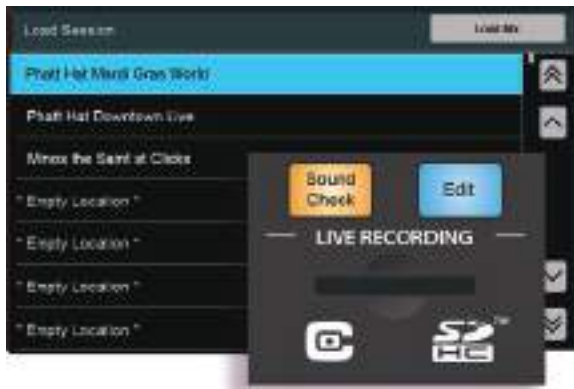 Load Session
Load Mix
Phatt Hat Mardi Gras World
Phatt Hat Downtown Live
Minos the Saint at Clicks
* Empty Location *
* Empty Location *
* Empty Location *
* Empty Location *
Sound
Check
Edit
LIVE RECORDING
SD
HC
TM